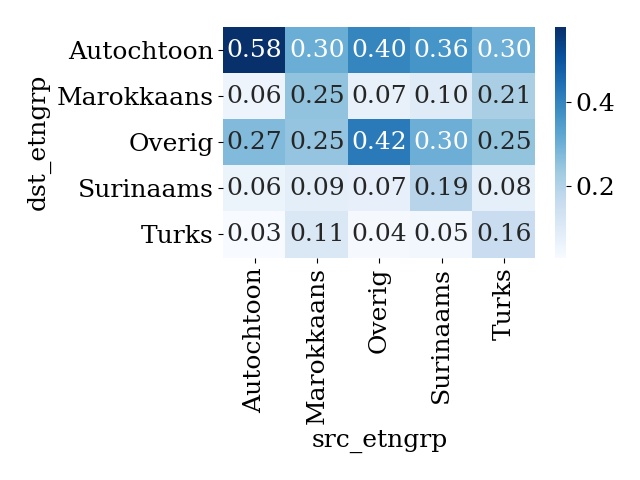 dst_etngrp
Autochtoon 0.58 0.30 0.40 0.36 0.30
Marokkaans 0.06 0.25 0.07 0.10 0.21
Overig 0.27 0.25 0.42 0.30 0.25
Surinaams 0.06 0.09 0.07 0.19 0.08
Turks 0.03 0.11 0.04 0.05 0.16
Autochtoon Marokkaans Overig Surinaams Turks
src_etngrp
0.4
0.2